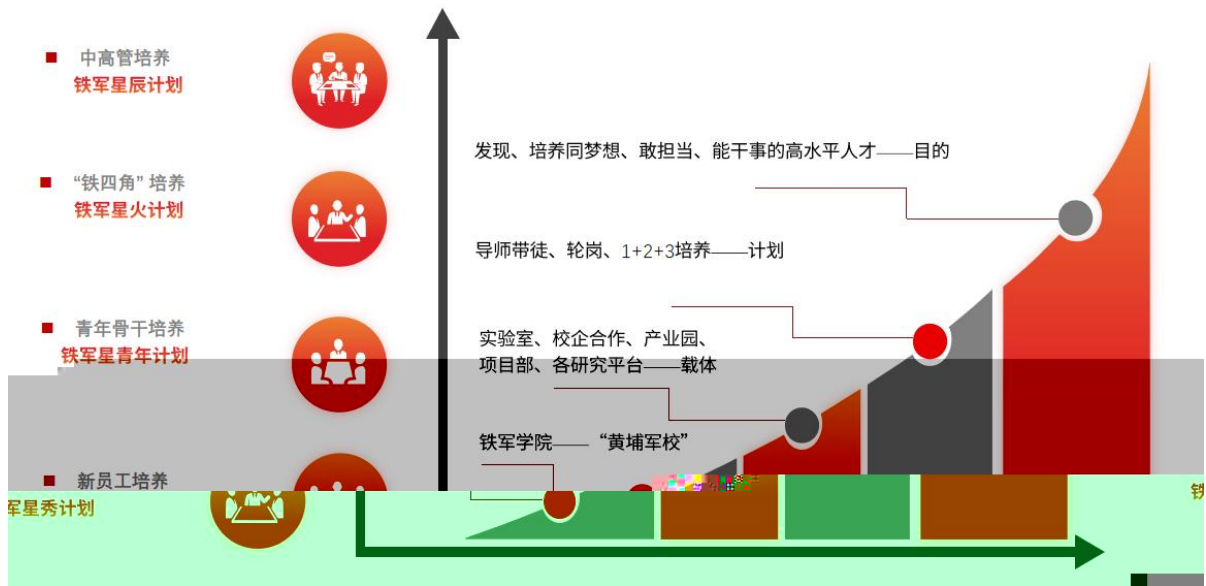 中高管培养
铁军星辰计划
“铁四角” 培养
铁军星火计划
青年骨干培养
铁军星青年计划
新员工培养
军星秀计划
发现、培养同梦想、敢担当、能干事的高水平人才——目的
导师带徒、轮岗、1+2+3培养——计划
实验室、校企合作、产业园、
项目部、各研究平台——载体
铁军学院—— “黄埔军校”